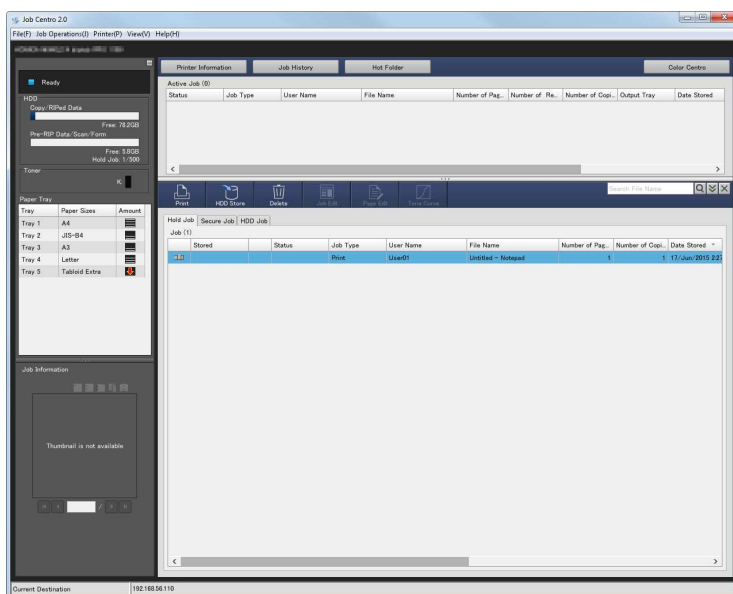 Job Centro 2.0
File(F) Job Operations(J) Printer(P) View(V) Help(H)
Ready
HDD
Copy/RIPed Data
Free: 76.2GB
Pre-RIP Data/Scan/Form
Free: 5.8GB
Hold Job: 1/500
Toner
K:
Paper Tray
Tray Paper Sizes Amount
Tray 1 A4
Tray 2 JIS-B4
Tray 3 A3
Tray 4 Letter
Tray 5 Tabloid Extra
Job Information
Thumbnail is not available
/
Printer Information Job History Hot Folder Color Centro
Active Job (0)
Status Job Type User Name File Name Number of Pag... Number of Re... Number of Copi... Output Tray Date Stored
Print HDD Store Delete Job Edit Page Edit Tone Curve
Search File Name
Hold Job Secure Job HDD Job
Job (1)
Stored Status Job Type User Name File Name Number of Pag... Number of Copi... Date Stored
Print User01 Untitled - Notepad 1 1 17/Jun/2015 2:27
Current Destination 192.168.56.110